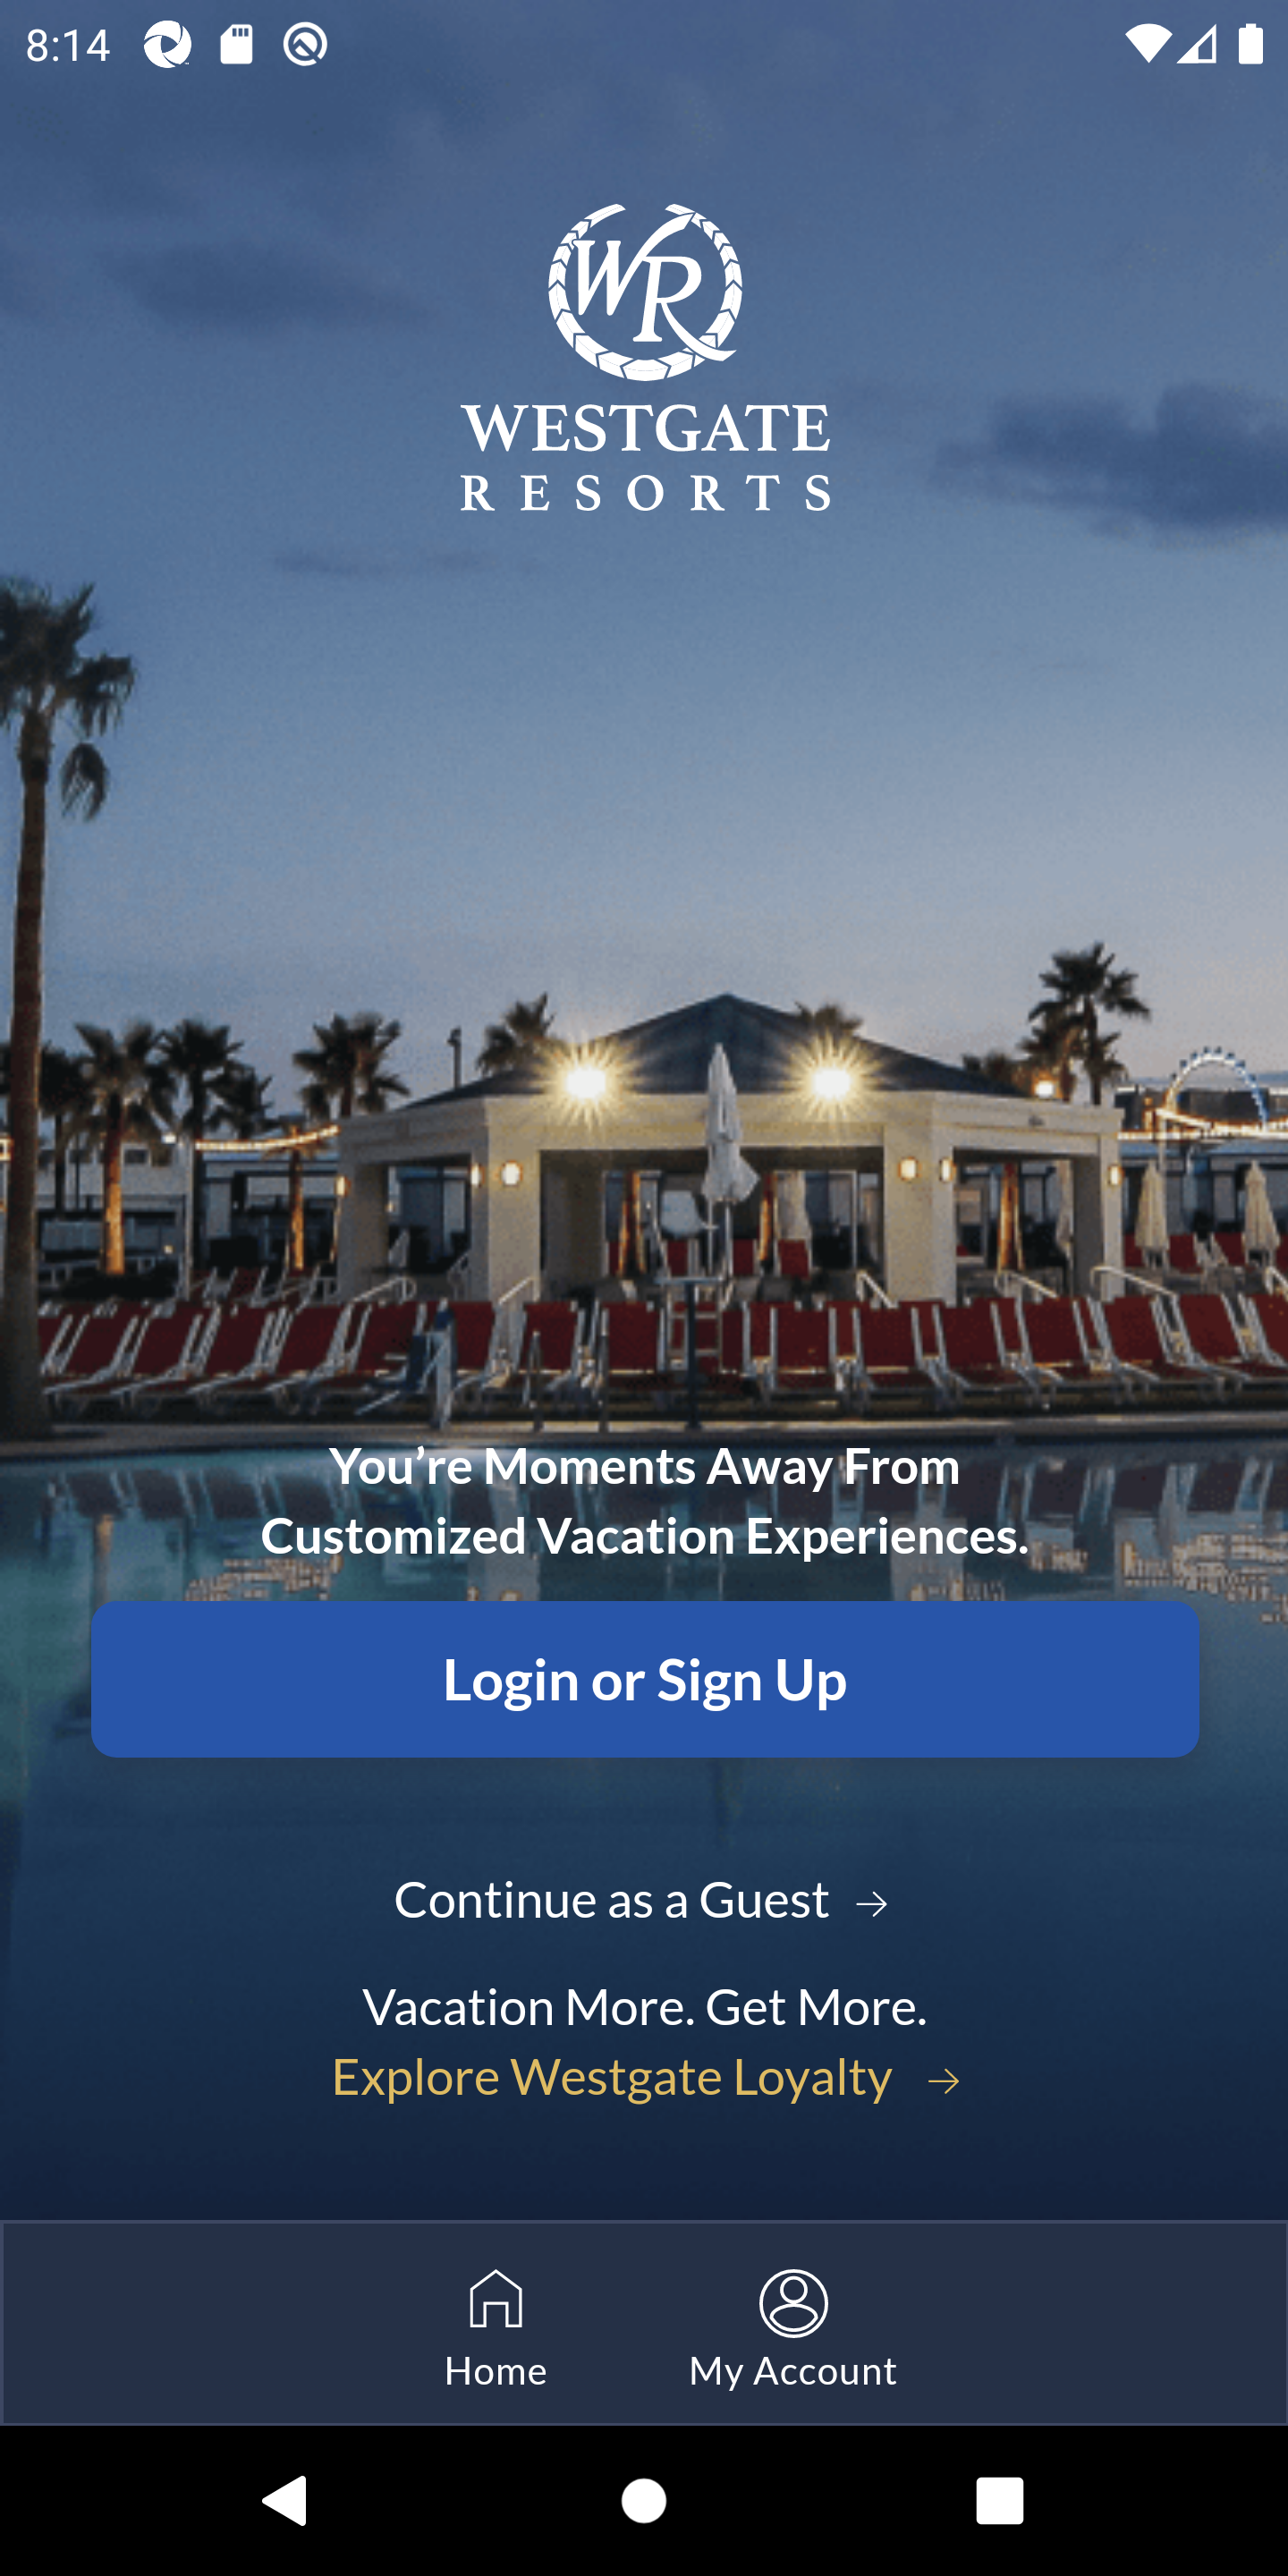 8:14
WR
WESTGATE
RESORTS
You’re Moments Away From
Customized Vacation Experiences.
Login or Sign Up
Continue as a Guest →
Vacation More. Get More.
Explore Westgate Loyalty →
Home
My Account